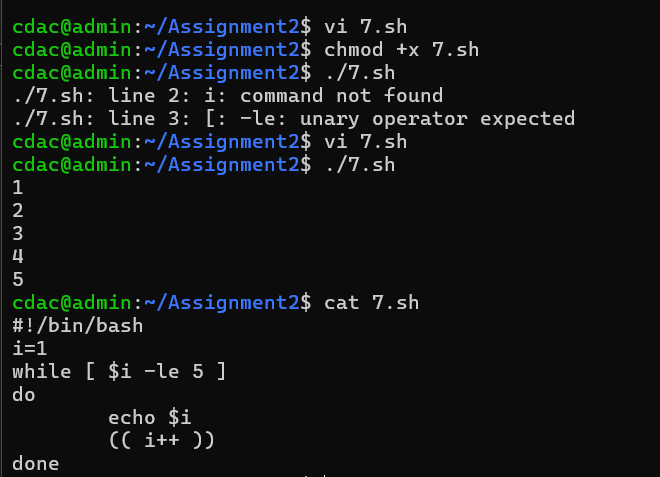 cdac@admin:~/Assignment2$ vi 7.sh
cdac@admin:~/Assignment2$ chmod +x 7.sh
cdac@admin:~/Assignment2$ ./7.sh
./7.sh: line 2: i: command not found
./7.sh: line 3: [: -le: unary operator expected
cdac@admin:~/Assignment2$ vi 7.sh
cdac@admin:~/Assignment2$ ./7.sh
1
2
3
4
5
cdac@admin:~/Assignment2$ cat 7.sh
#!/bin/bash
i=1
while [ $i -le 5 ]
do
        echo $i
        (( i++ ))
done